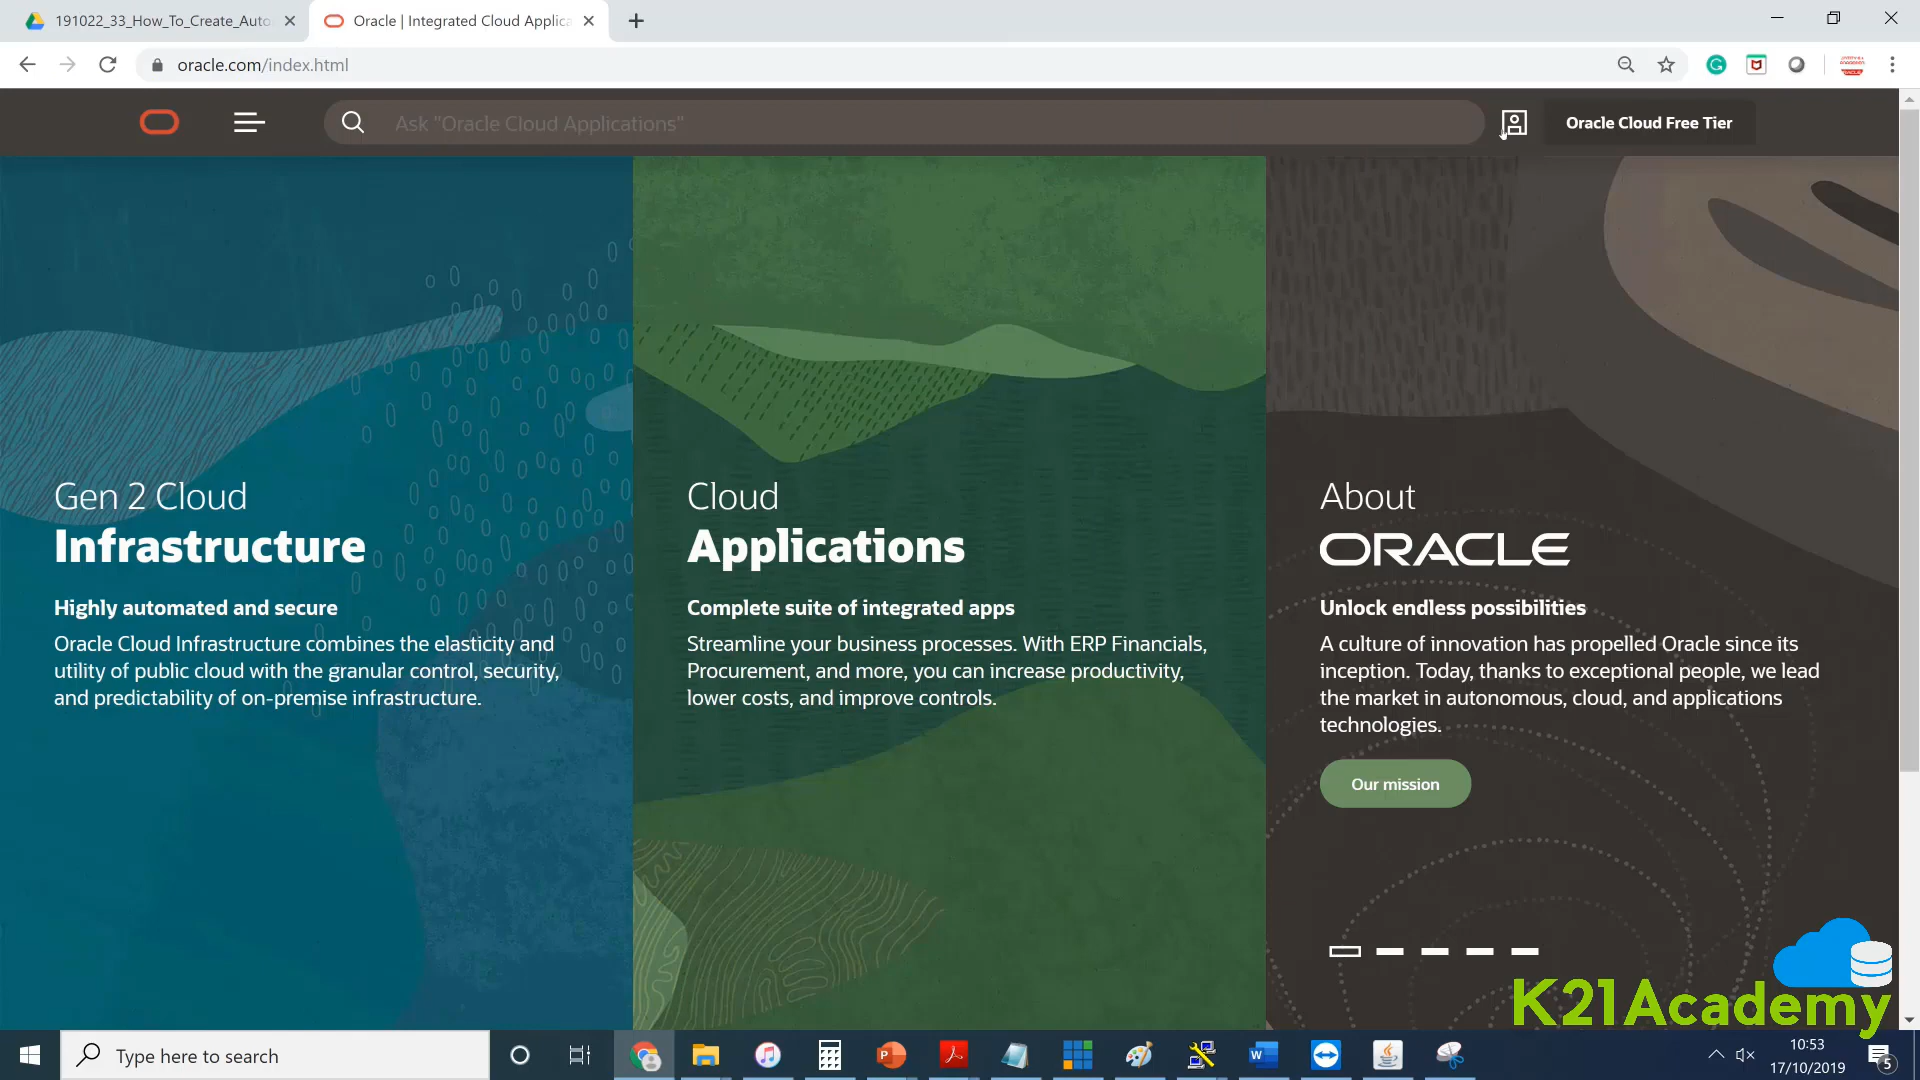 191022_33_How_To_Create_Auto
Oracle | Integrated Cloud Applica
oracle.com/index.html
Ask "Oracle Cloud Applications"
Oracle Cloud Free Tier
Gen 2 Cloud
Infrastructure
Highly automated and secure
Oracle Cloud Infrastructure combines the elasticity and
utility of public cloud with the granular control, security,
and predictability of on-premise infrastructure.
Cloud
Applications
Complete suite of integrated apps
Streamline your business processes. With ERP Financials,
Procurement, and more, you can increase productivity,
lower costs, and improve controls.
About
ORACLE
Unlock endless possibilities
A culture of innovation has propelled Oracle since its
inception. Today, thanks to exceptional people, we lead
the market in autonomous, cloud, and applications
technologies.
Our mission
K21Academy
Type here to search
10:53
17/10/2019
5